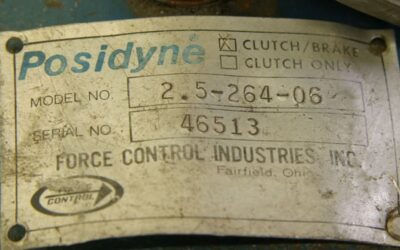 Posidyne
CLUTCH/BRAKE
CLUTCH ONLY
MODEL NO. 2.5-264-06
SERIAL NO. 46513
FORCE CONTROL INDUSTRIES, INC.
Fairfield, Ohio
CONTROL